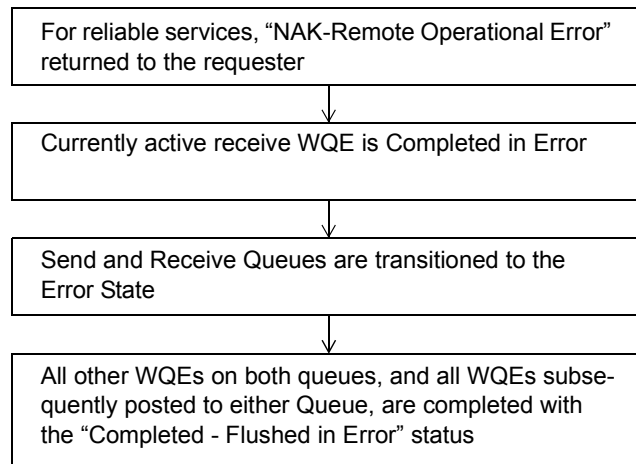 For reliable services, “NAK-Remote Operational Error”
returned to the requester
Currently active receive WQE is Completed in Error
Send and Receive Queues are transitioned to the
Error State
All other WQEs on both queues, and all WQEs subse-
quently posted to either Queue, are completed with
the “Completed - Flushed in Error” status